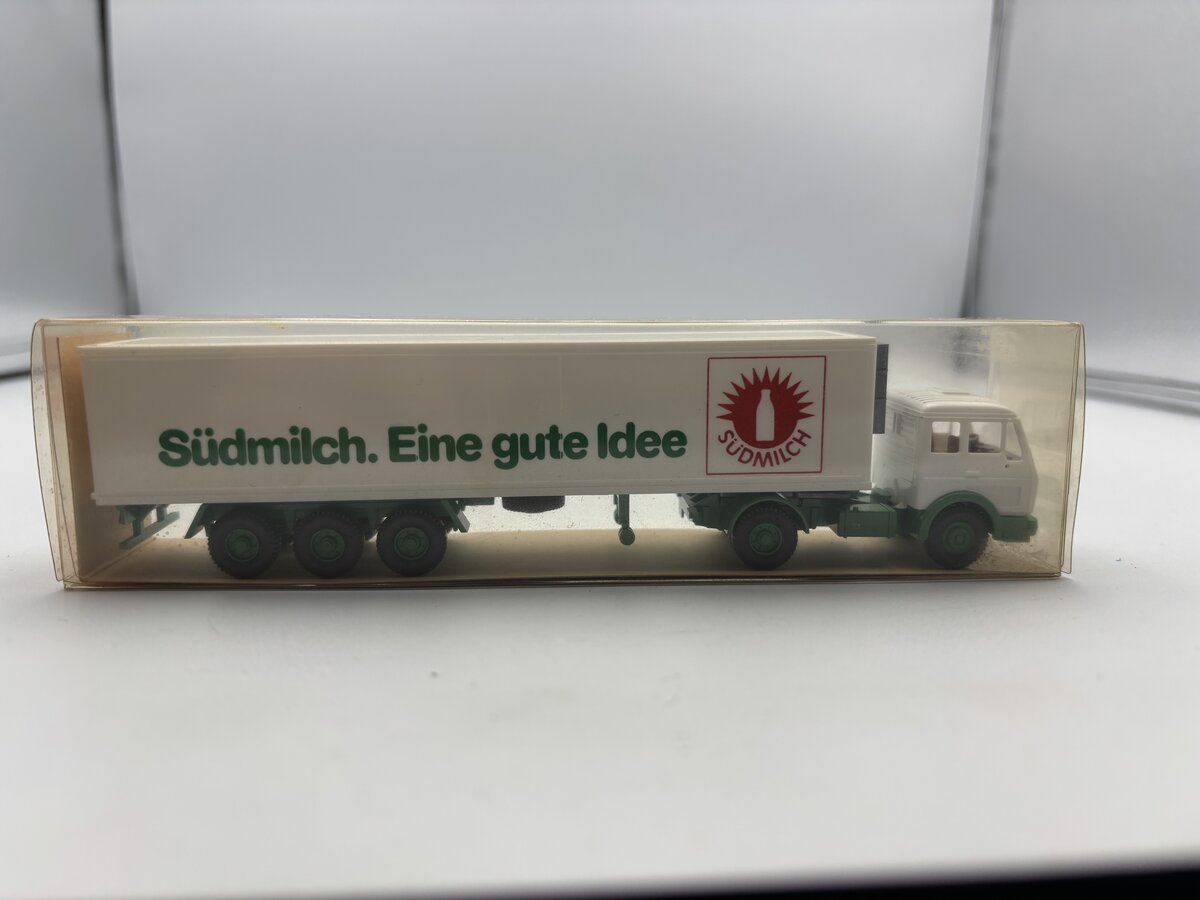 Südmilch. Eine gute Idee
SÜDMILCH